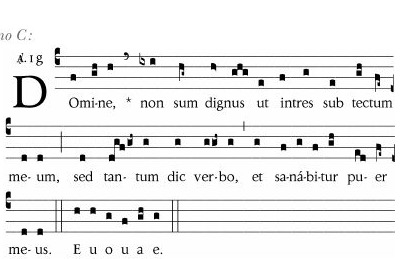 no C:
A. 1 g
DOmi-ne, * non sum dignus ut intres sub tectum
me- um, sed tan- tum dic ver-bo, et sa-ná-bi-tur pu- er
me- us. E u o u a e.